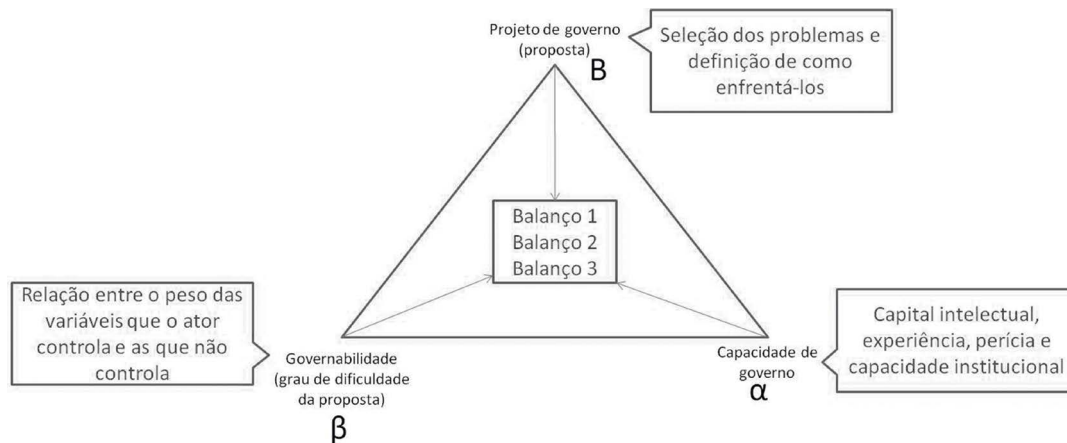 Projeto de governo
(proposta)
B
Seleção dos problemas e
definição de como
enfrentá-los
Balanço 1
Balanço 2
Balanço 3
Relação entre o peso das
variáveis que o ator
controla e as que não
controla
Governabilidade
(grau de dificuldade
da proposta)
β
Capacidade de
governo
α
Capital intelectual,
experiência, perícia e
capacidade institucional